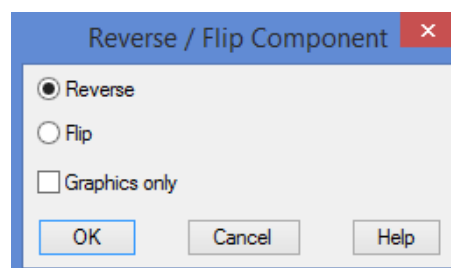 Reverse / Flip Component
Reverse
Flip
Graphics only
OK Cancel Help